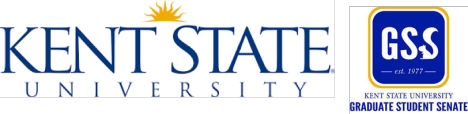 KENT STATE
UNIVERSITY
GSS
est. 1977
KENT STATE UNIVERSITY
GRADUATE STUDENT SENATE